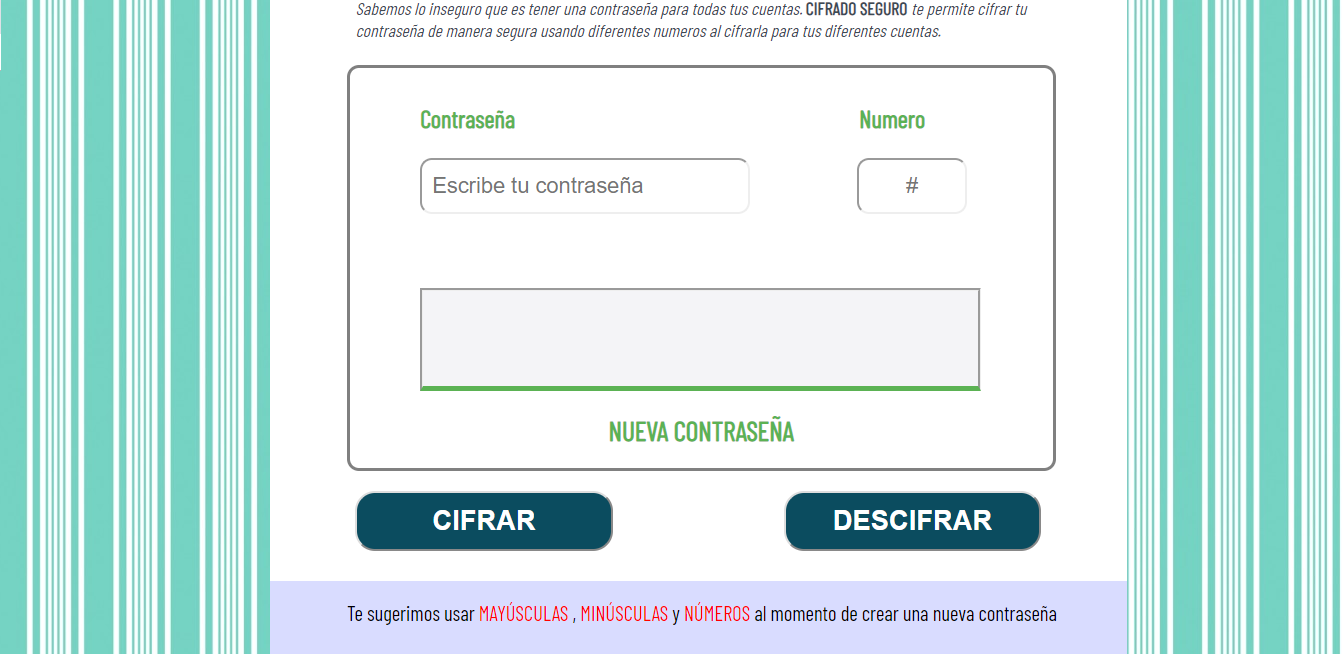 Sabemos lo inseguro que es tener una contraseña para todas tus cuentas. CIFRADO SEGURO te permite cifrar tu
contraseña de manera segura usando diferentes numeros al cifrarla para tus diferentes cuentas.
Contraseña Numero
Escribe tu contraseña #
NUEVA CONTRASEÑA
CIFRAR DESCIFRAR
Te sugerimos usar MAYÚSCULAS , MINÚSCULAS y NÚMEROS al momento de crear una nueva contraseña